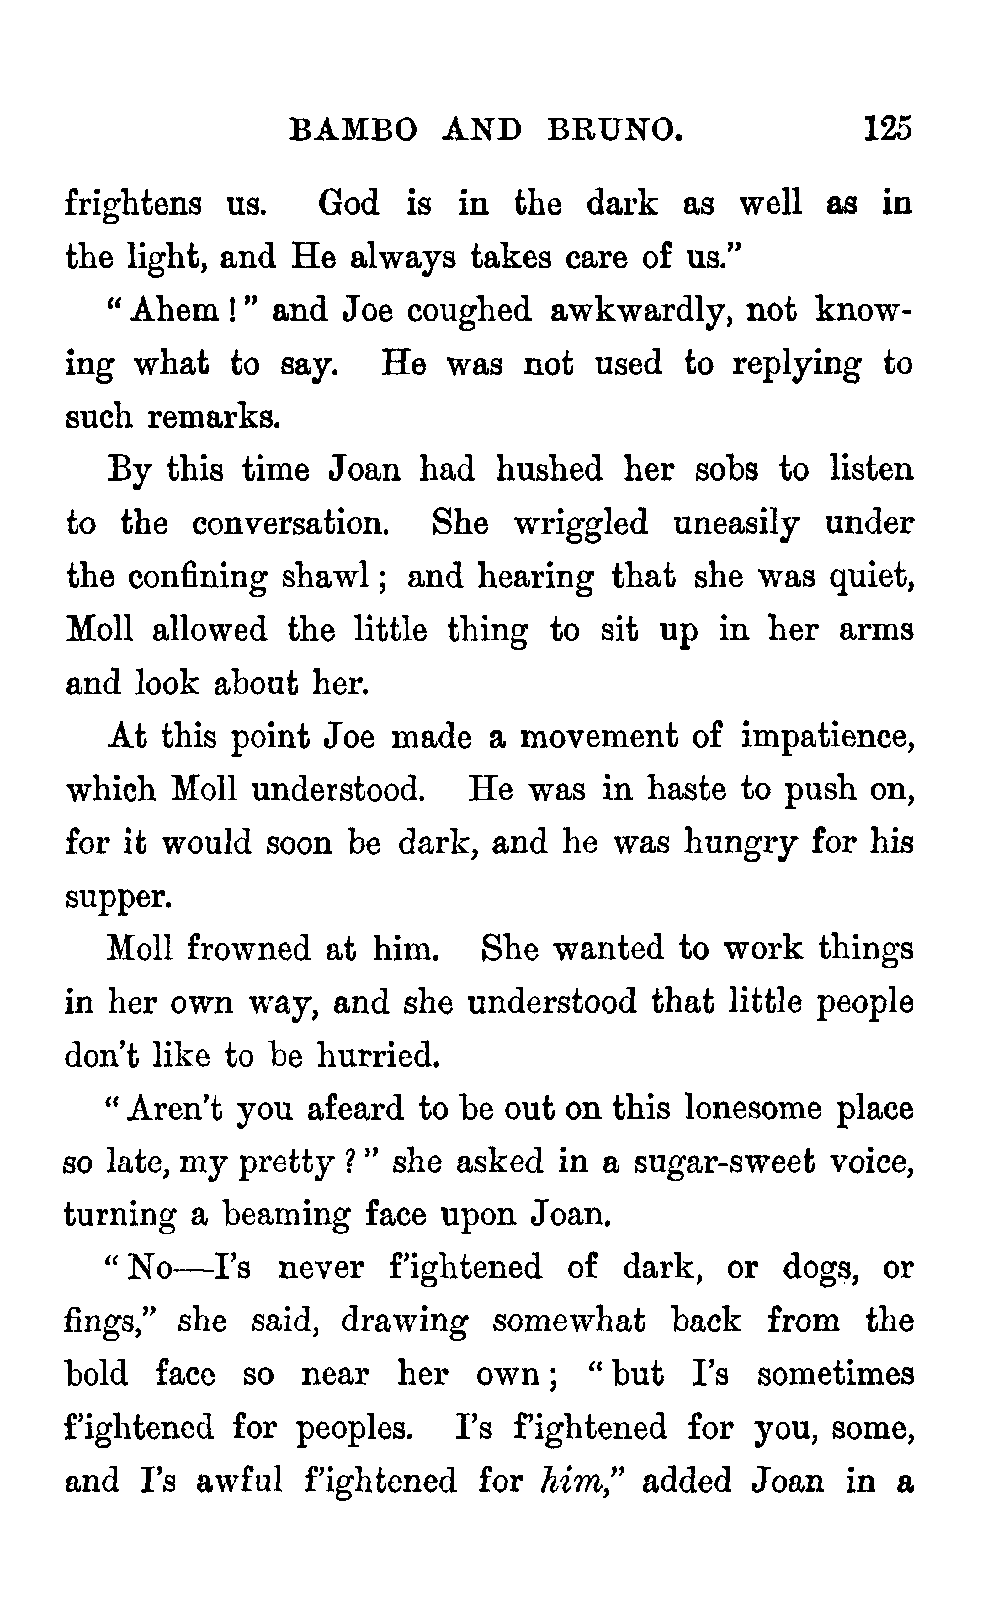 BAMBO AND BRUNO. 125
frightens us. God is in the dark as well as in
the light, and He always takes care of us.”
“Ahem!” and Joe coughed awkwardly, not know-
ing what to say. He was not used to replying to
such remarks.
By this time Joan had hushed her sobs to listen
to the conversation. She wriggled uneasily under
the confining shawl; and hearing that she was quiet,
Moll allowed the little thing to sit up in her arms
and look about her.
At this point Joe made a movement of impatience,
which Moll understood. He was in haste to push on,
for it would soon be dark, and he was hungry for his
supper.
Moll frowned at him. She wanted to work things
in her own way, and she understood that little people
don’t like to be hurried.
“Aren’t you afeard to be out on this lonesome place
so late, my pretty?” she asked in a sugar-sweet voice,
turning a beaming face upon Joan.
“No—I’s never f’ightened of dark, or dogs, or
fings,” she said, drawing somewhat back from the
bold face so near her own; “but I’s sometimes
f’ightened for peoples. I’s f’ightened for you, some,
and I’s awful f’ightened for him,” added Joan in a